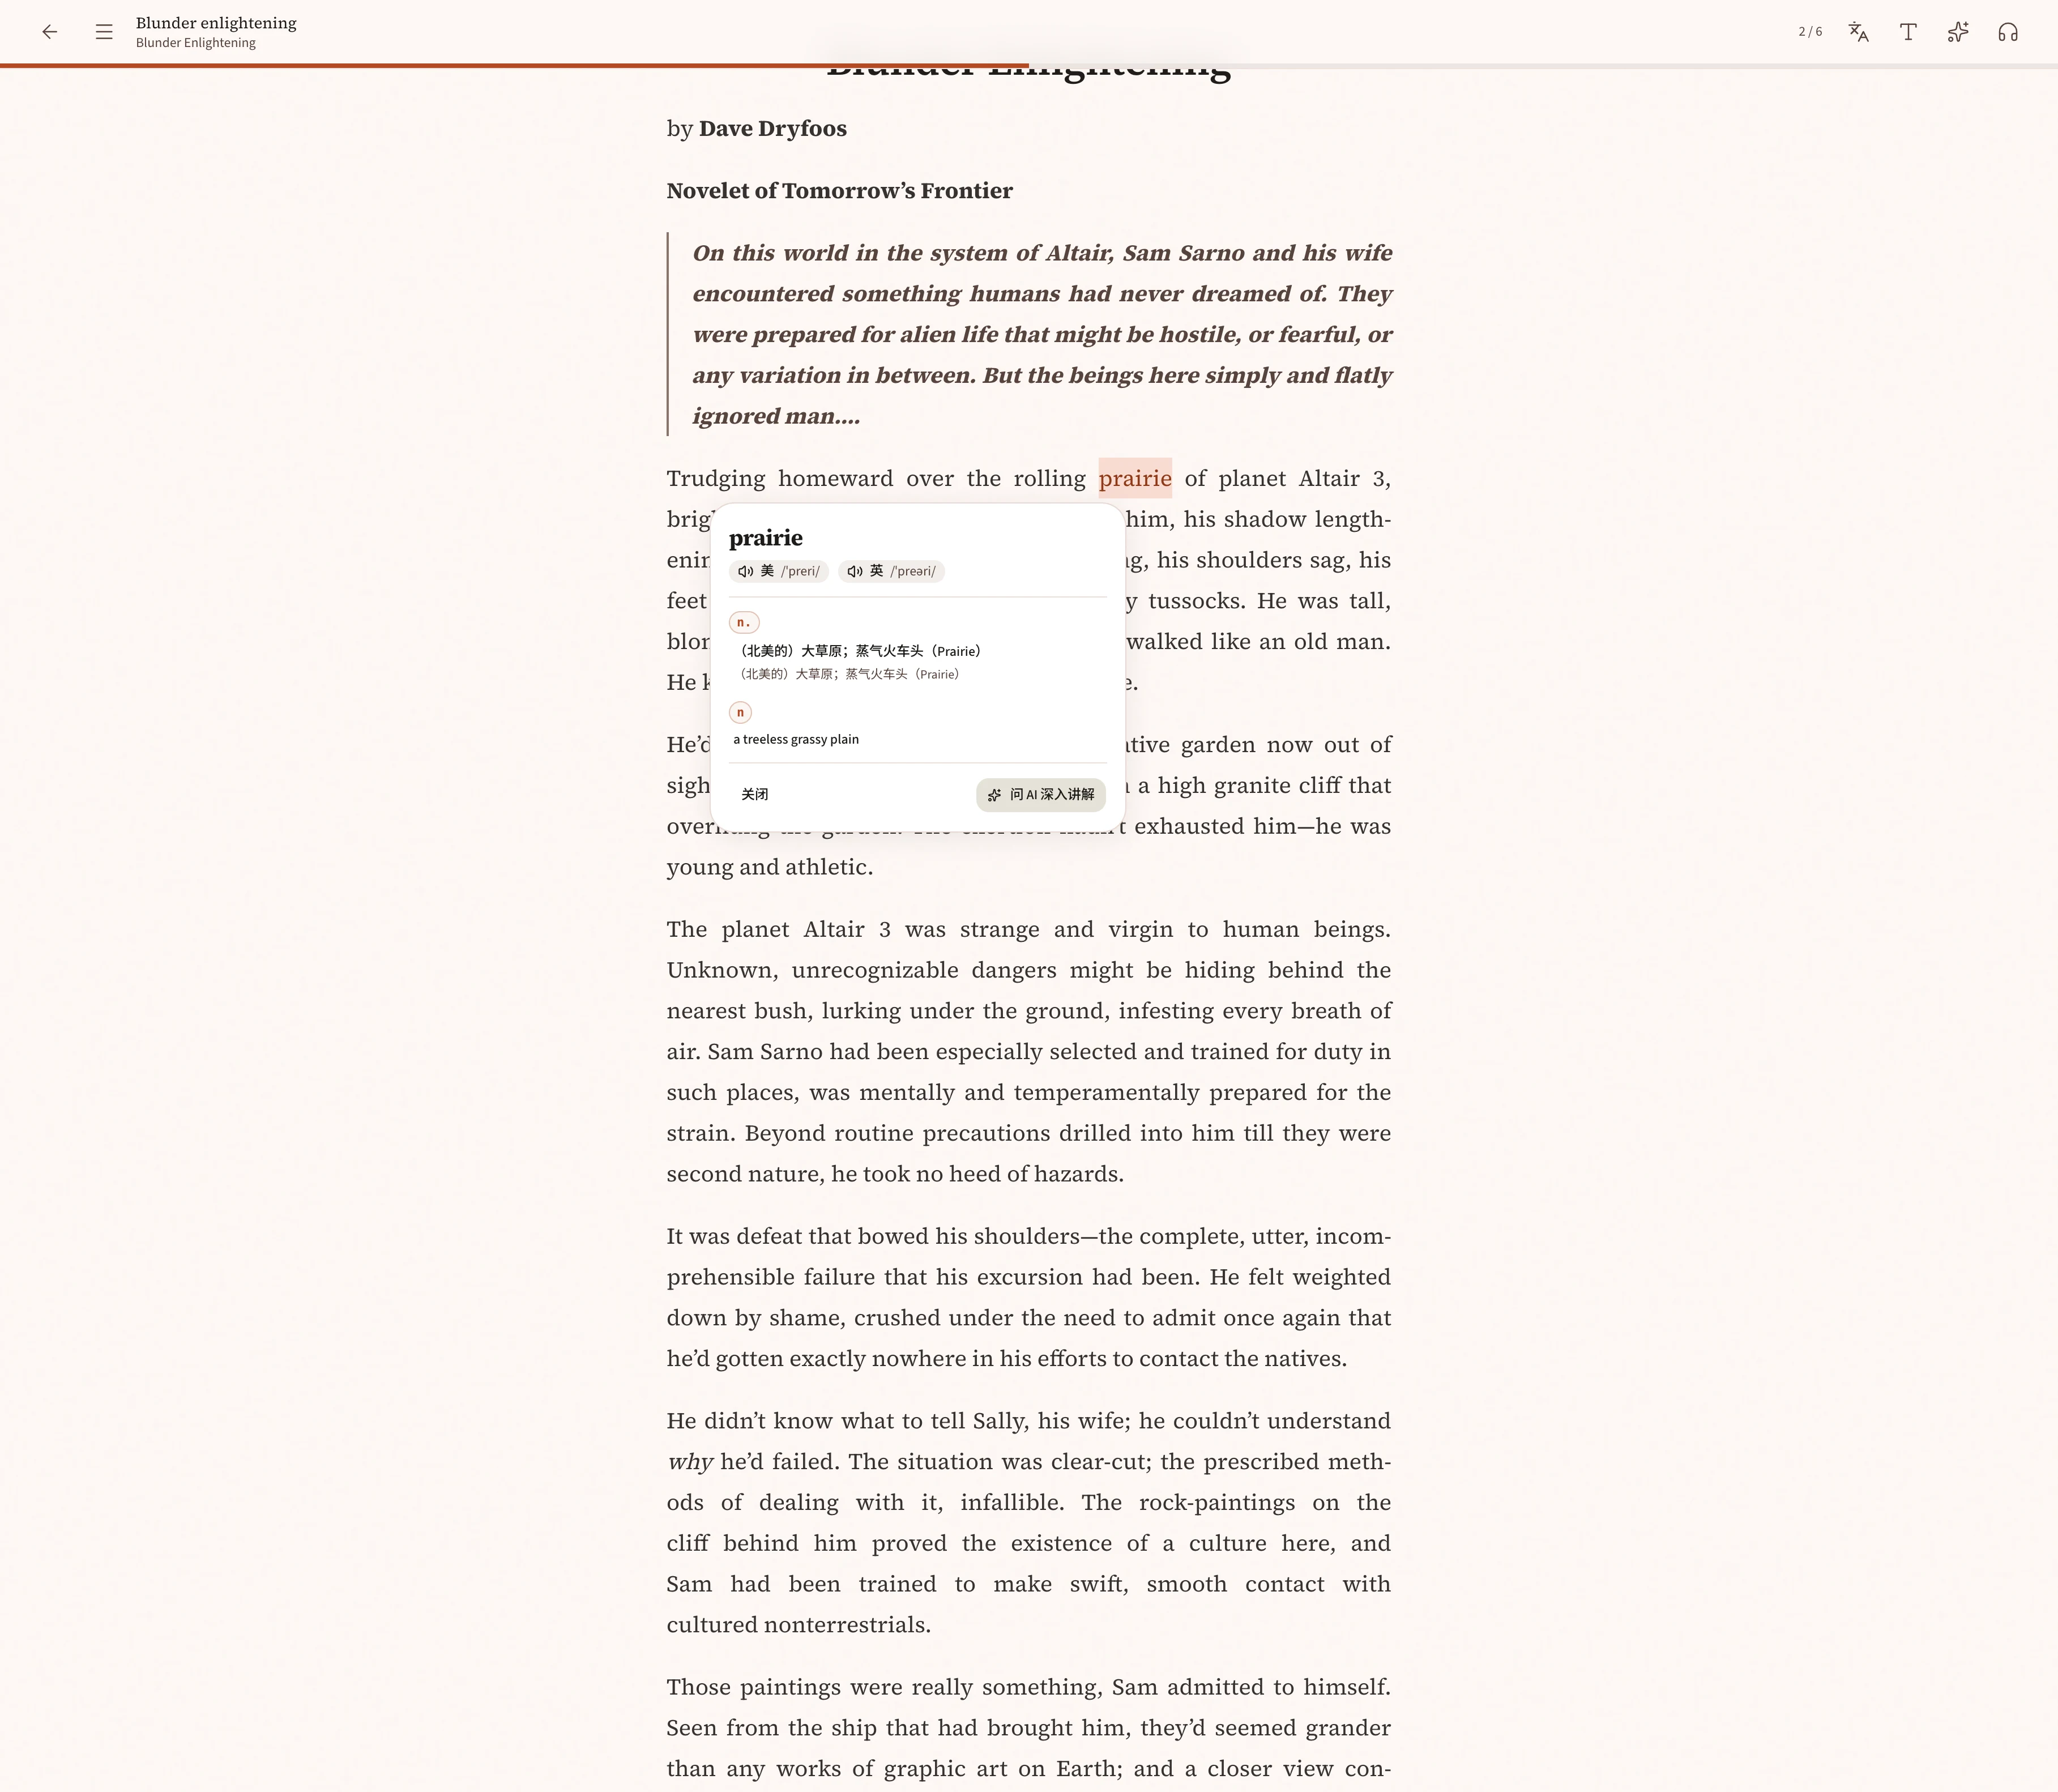 Blunder enlightening
Blunder Enlightening
2 / 6
Blunder Enlightening
by Dave Dryfoos
Novelet of Tomorrow’s Frontier
On this world in the system of Altair, Sam Sarno and his wife
encountered something humans had never dreamed of. They
were prepared for alien life that might be hostile, or fearful, or
any variation in between. But the beings here simply and flatly
ignored man....
Trudging homeward over the rolling prairie of planet Altair 3,
him, his shadow length-
his shoulders sag, his
feet tussocks. He was tall,
walked like an old man.
He
He’d garden now out of
a high granite cliff that
exhausted him—he was
young and athletic.
prairie
美 /ˈpreri/ 英 /ˈpreəri/
n.
（北美的）大草原；蒸气火车头（Prairie）
（北美的）大草原；蒸气火车头（Prairie）
n
a treeless grassy plain
关闭 问 AI 深入讲解
The planet Altair 3 was strange and virgin to human beings.
Unknown, unrecognizable dangers might be hiding behind the
nearest bush, lurking under the ground, infesting every breath of
air. Sam Sarno had been especially selected and trained for duty in
such places, was mentally and temperamentally prepared for the
strain. Beyond routine precautions drilled into him till they were
second nature, he took no heed of hazards.
It was defeat that bowed his shoulders—the complete, utter, incom-
prehensible failure that his excursion had been. He felt weighted
down by shame, crushed under the need to admit once again that
he’d gotten exactly nowhere in his efforts to contact the natives.
He didn’t know what to tell Sally, his wife; he couldn’t understand
why he’d failed. The situation was clear-cut; the prescribed meth-
ods of dealing with it, infallible. The rock-paintings on the
cliff behind him proved the existence of a culture here, and
Sam had been trained to make swift, smooth contact with
cultured nonterrestrials.
Those paintings were really something, Sam admitted to himself.
Seen from the ship that had brought him, they’d seemed grander
than any works of graphic art on Earth; and a closer view con-